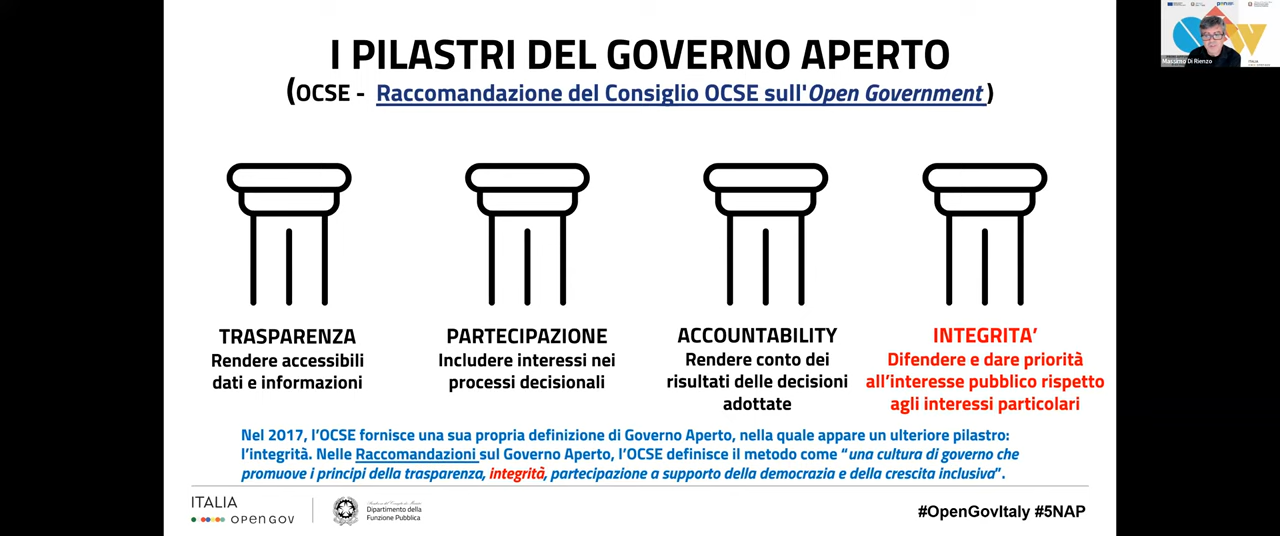 I PILASTRI DEL GOVERNO APERTO
(OCSE - Raccomandazione del Consiglio OCSE sull'Open Government)
TRASPARENZA
Rendere accessibili
dati e informazioni
PARTECIPAZIONE
Includere interessi nei
processi decisionali
ACCOUNTABILITY
Rendere conto dei
risultati delle decisioni
adottate
INTEGRITA'
Difendere e dare priorità
all'interesse pubblico rispetto
agli interessi particolari
Nel 2017, l'OCSE fornisce una sua propria definizione di Governo Aperto, nella quale appare un ulteriore pilastro:
l'integrità. Nelle Raccomandazioni sul Governo Aperto, l'OCSE definisce il metodo come “una cultura di governo che
promuove i principi della trasparenza, integrità, partecipazione a supporto della democrazia e della crescita inclusiva”.
ITALIA
OPENGOV
Dipartimento della
Funzione Pubblica
#OpenGovItaly #5NAP
Massimo Di Rienzo